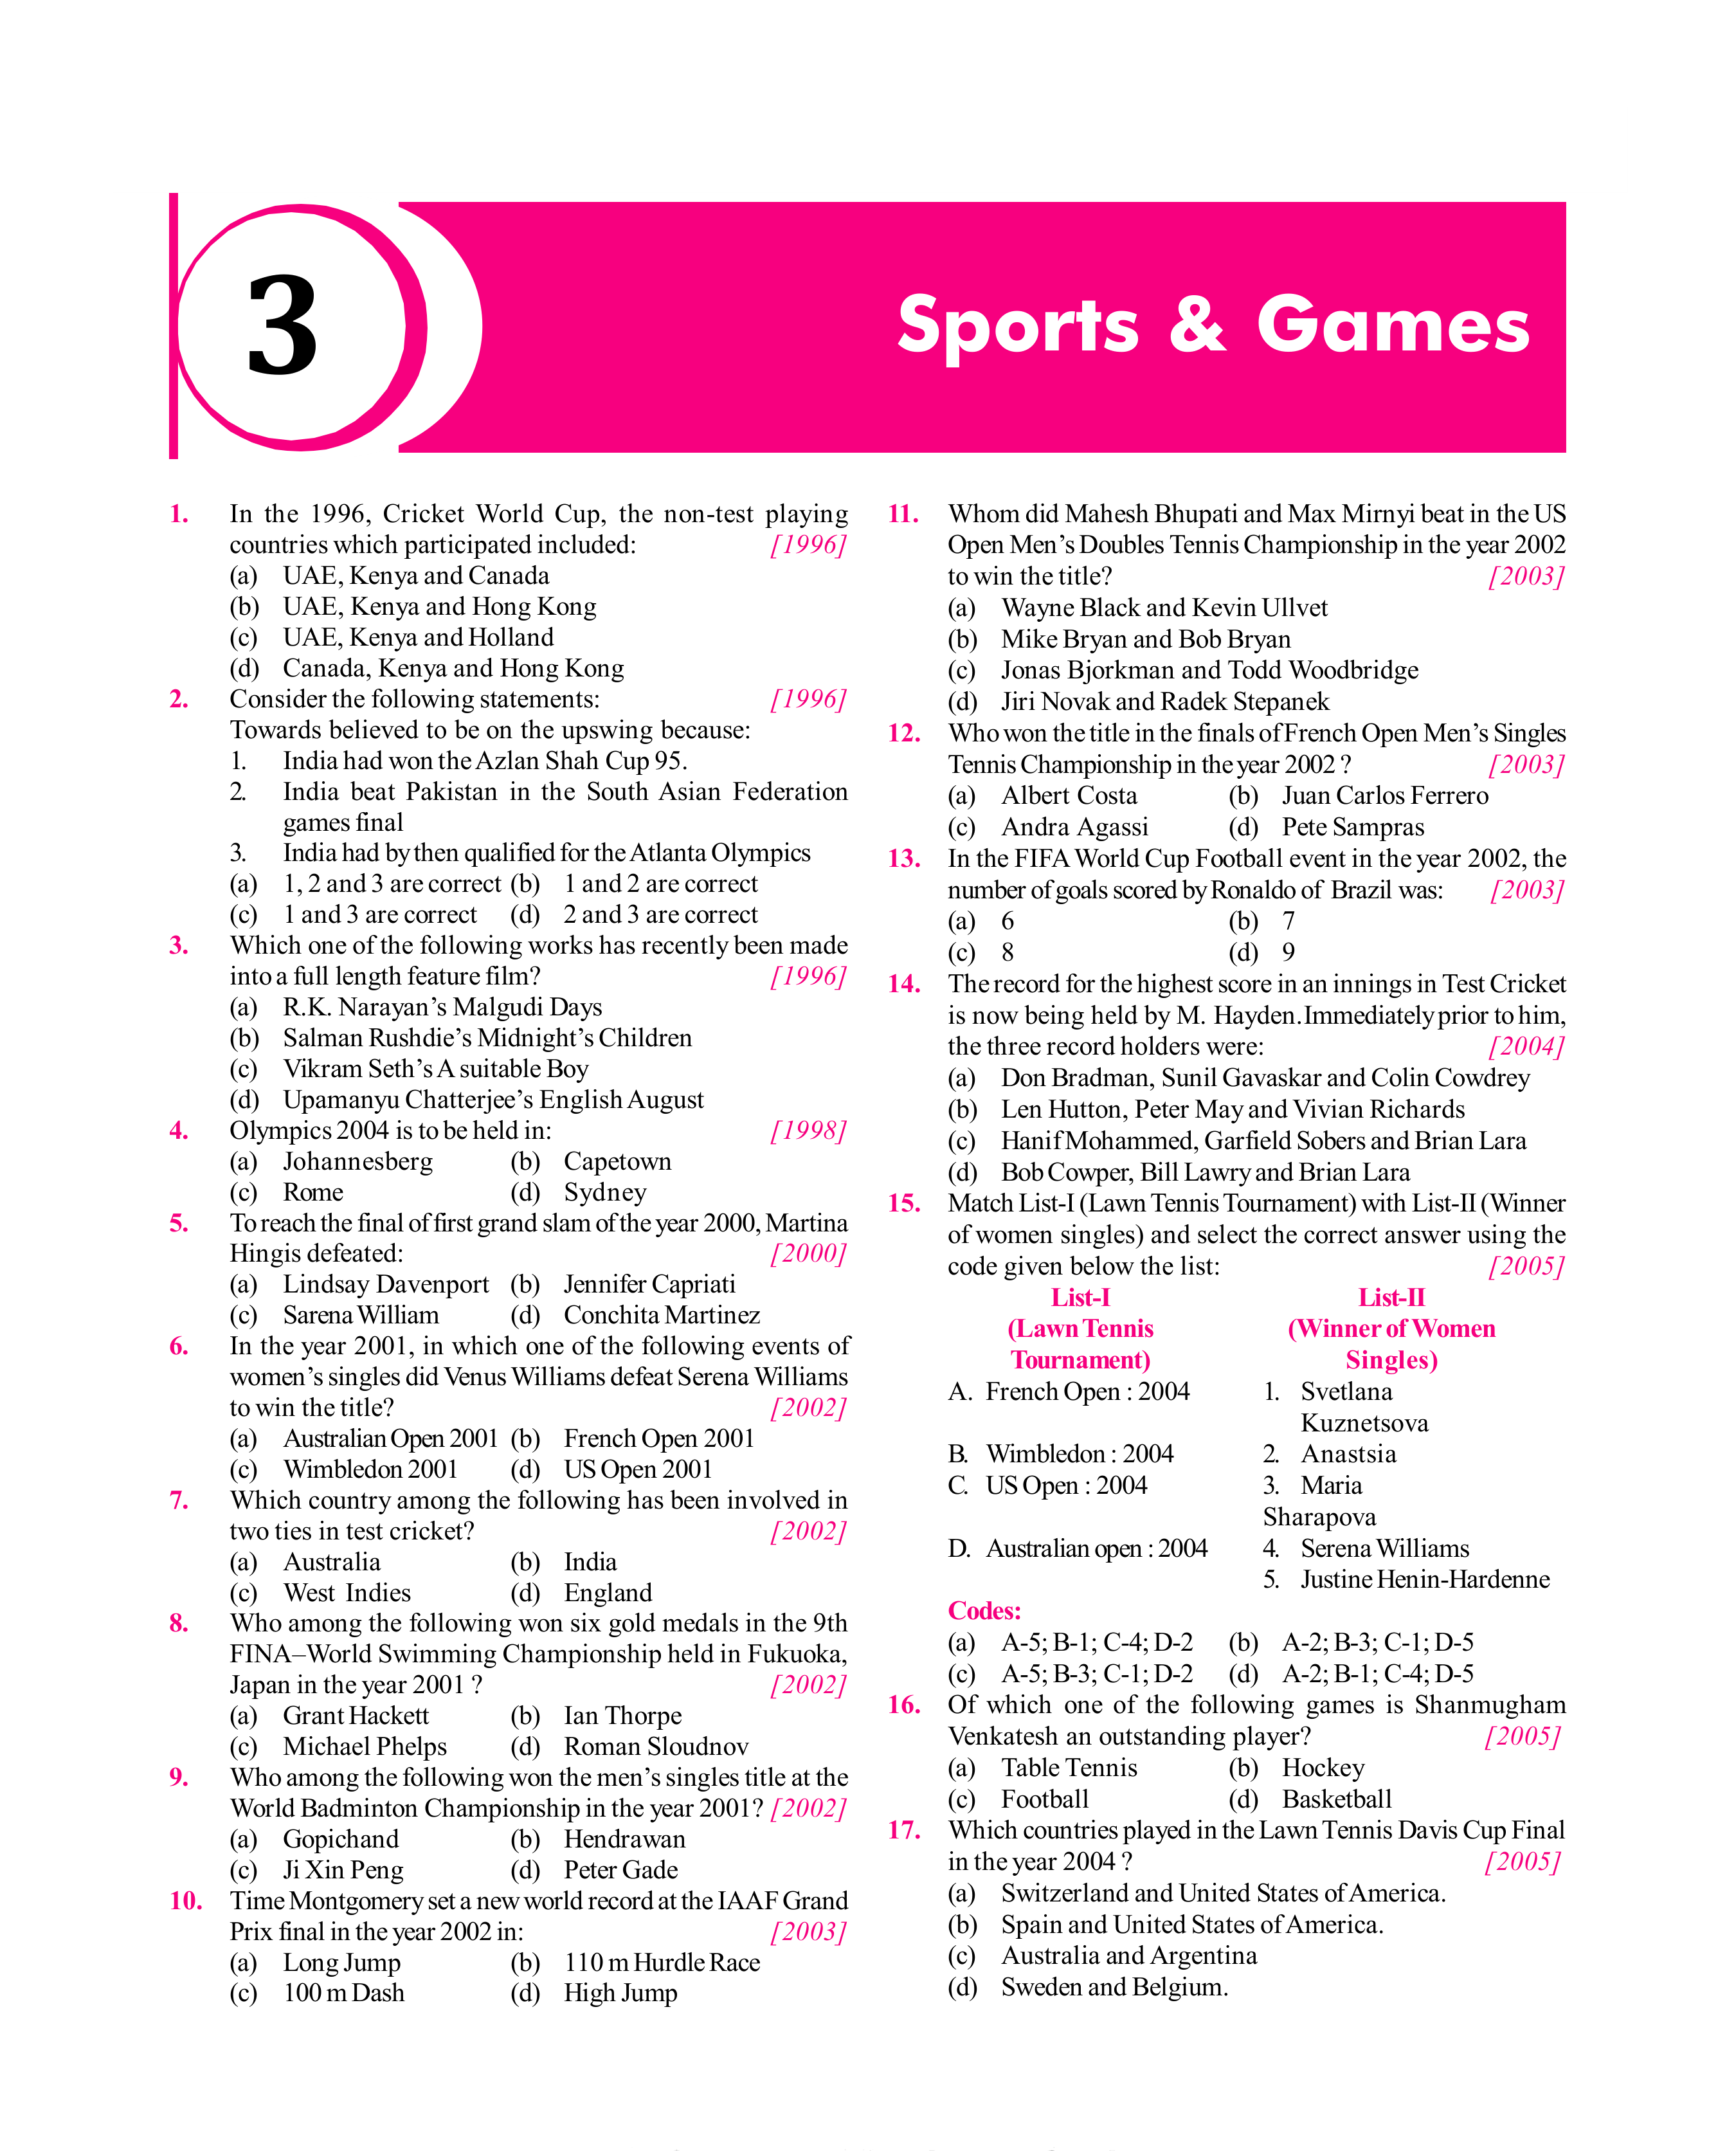 3
Sports & Games
1. In the 1996, Cricket World Cup, the non-test playing
countries which participated included: [1996]
(a) UAE, Kenya and Canada
(b) UAE, Kenya and Hong Kong
(c) UAE, Kenya and Holland
(d) Canada, Kenya and Hong Kong
2. Consider the following statements: [1996]
Towards believed to be on the upswing because:
1. India had won the Azlan Shah Cup 95.
2. India beat Pakistan in the South Asian Federation
games final
3. India had by then qualified for the Atlanta Olympics
(a) 1, 2 and 3 are correct (b) 1 and 2 are correct
(c) 1 and 3 are correct (d) 2 and 3 are correct
3. Which one of the following works has recently been made
into a full length feature film? [1996]
(a) R.K. Narayan’s Malgudi Days
(b) Salman Rushdie’s Midnight’s Children
(c) Vikram Seth’s A suitable Boy
(d) Upamanyu Chatterjee’s English August
4. Olympics 2004 is to be held in: [1998]
(a) Johannesberg (b) Capetown
(c) Rome (d) Sydney
5. To reach the final of first grand slam of the year 2000, Martina
Hingis defeated: [2000]
(a) Lindsay Davenport (b) Jennifer Capriati
(c) Sarena William (d) Conchita Martinez
6. In the year 2001, in which one of the following events of
women’s singles did Venus Williams defeat Serena Williams
to win the title? [2002]
(a) Australian Open 2001 (b) French Open 2001
(c) Wimbledon 2001 (d) US Open 2001
7. Which country among the following has been involved in
two ties in test cricket? [2002]
(a) Australia (b) India
(c) West Indies (d) England
8. Who among the following won six gold medals in the 9th
FINA–World Swimming Championship held in Fukuoka,
Japan in the year 2001 ? [2002]
(a) Grant Hackett (b) Ian Thorpe
(c) Michael Phelps (d) Roman Sloudnov
9. Who among the following won the men’s singles title at the
World Badminton Championship in the year 2001? [2002]
(a) Gopichand (b) Hendrawan
(c) Ji Xin Peng (d) Peter Gade
10. Time Montgomery set a new world record at the IAAF Grand
Prix final in the year 2002 in: [2003]
(a) Long Jump (b) 110 m Hurdle Race
(c) 100 m Dash (d) High Jump
11. Whom did Mahesh Bhupati and Max Mirnyi beat in the US
Open Men’s Doubles Tennis Championship in the year 2002
to win the title? [2003]
(a) Wayne Black and Kevin Ullvet
(b) Mike Bryan and Bob Bryan
(c) Jonas Bjorkman and Todd Woodbridge
(d) Jiri Novak and Radek Stepanek
12. Who won the title in the finals of French Open Men’s Singles
Tennis Championship in the year 2002 ? [2003]
(a) Albert Costa (b) Juan Carlos Ferrero
(c) Andra Agassi (d) Pete Sampras
13. In the FIFA World Cup Football event in the year 2002, the
number of goals scored by Ronaldo of Brazil was: [2003]
(a) 6 (b) 7
(c) 8 (d) 9
14. The record for the highest score in an innings in Test Cricket
is now being held by M. Hayden. Immediately prior to him,
the three record holders were: [2004]
(a) Don Bradman, Sunil Gavaskar and Colin Cowdrey
(b) Len Hutton, Peter May and Vivian Richards
(c) Hanif Mohammed, Garfield Sobers and Brian Lara
(d) Bob Cowper, Bill Lawry and Brian Lara
15. Match List-I (Lawn Tennis Tournament) with List-II (Winner
of women singles) and select the correct answer using the
code given below the list: [2005]
List-I List-II
(Lawn Tennis (Winner of Women
Tournament) Singles)
A. French Open : 2004 1. Svetlana
Kuznetsova
B. Wimbledon : 2004 2. Anastsia
C. US Open : 2004 3. Maria
Sharapova
D. Australian open : 2004 4. Serena Williams
5. Justine Henin-Hardenne
Codes:
(a) A-5; B-1; C-4; D-2 (b) A-2; B-3; C-1; D-5
(c) A-5; B-3; C-1; D-2 (d) A-2; B-1; C-4; D-5
16. Of which one of the following games is Shanmugham
Venkatesh an outstanding player? [2005]
(a) Table Tennis (b) Hockey
(c) Football (d) Basketball
17. Which countries played in the Lawn Tennis Davis Cup Final
in the year 2004 ? [2005]
(a) Switzerland and United States of America.
(b) Spain and United States of America.
(c) Australia and Argentina
(d) Sweden and Belgium.